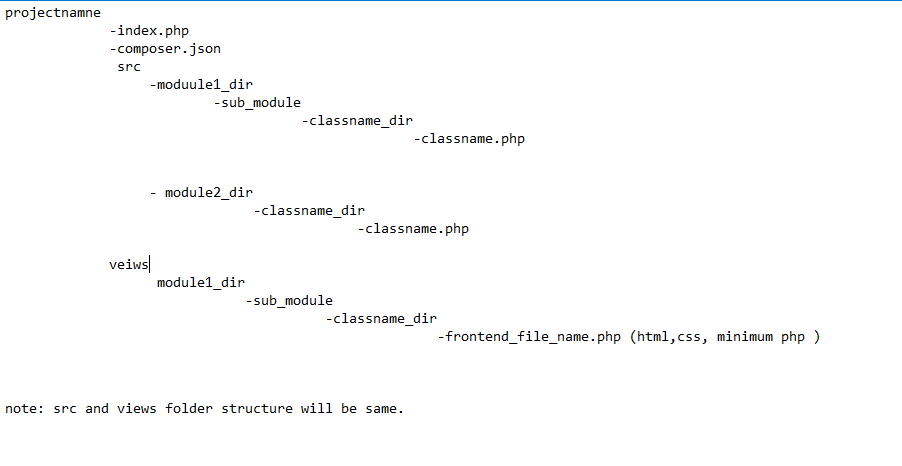 projectnamne
-index.php
-composer.json
src
-moduule1_dir
-sub_module
-classname_dir
-classname.php
- module2_dir
-classname_dir
-classname.php
veiws
module1_dir
-sub_module
-classname_dir
-frontend_file_name.php (html,css, minimum php )
note: src and views folder structure will be same.